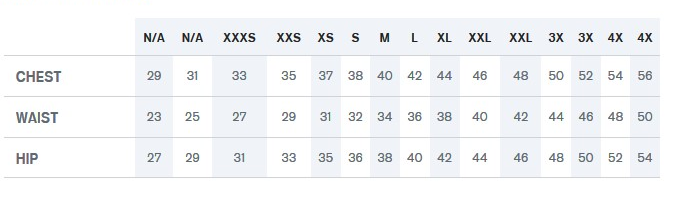 N/A N/A XXXS XXS XS S M L XL XXL XXL 3X 3X 4X 4X
CHEST 29 31 33 35 37 38 40 42 44 46 48 50 52 54 56
WAIST 23 25 27 29 31 32 34 36 38 40 42 44 46 48 50
HIP 27 29 31 33 35 36 38 40 42 44 46 48 50 52 54